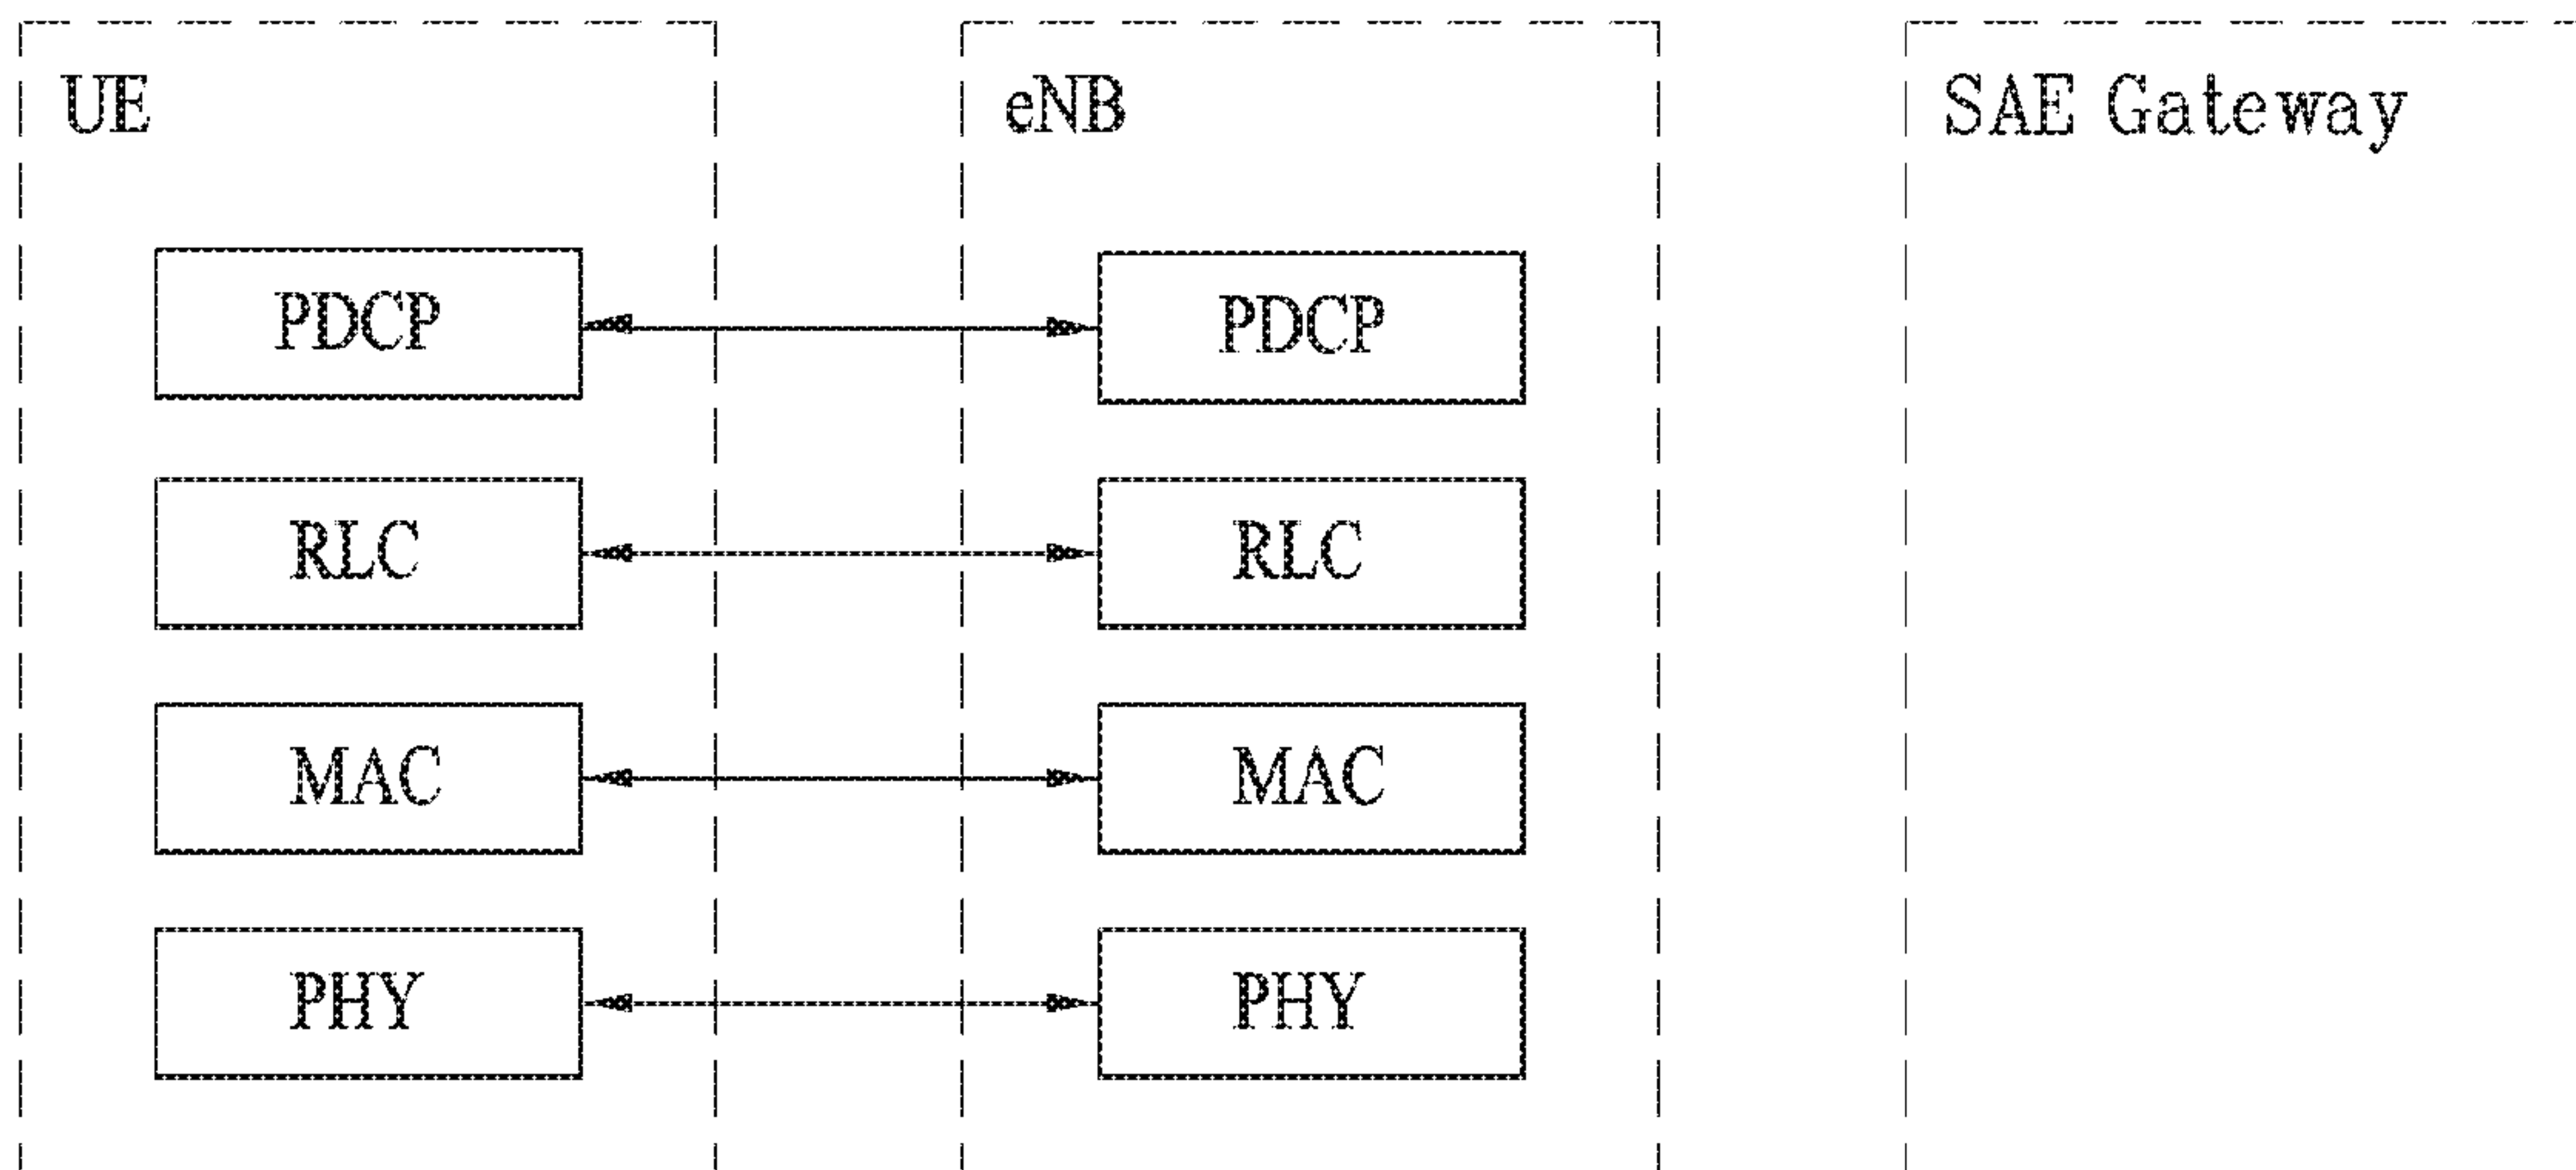 UE
eNB
SAE Gateway
PDCP
PDCP
RLC
RLC
MAC
MAC
PHY
PHY